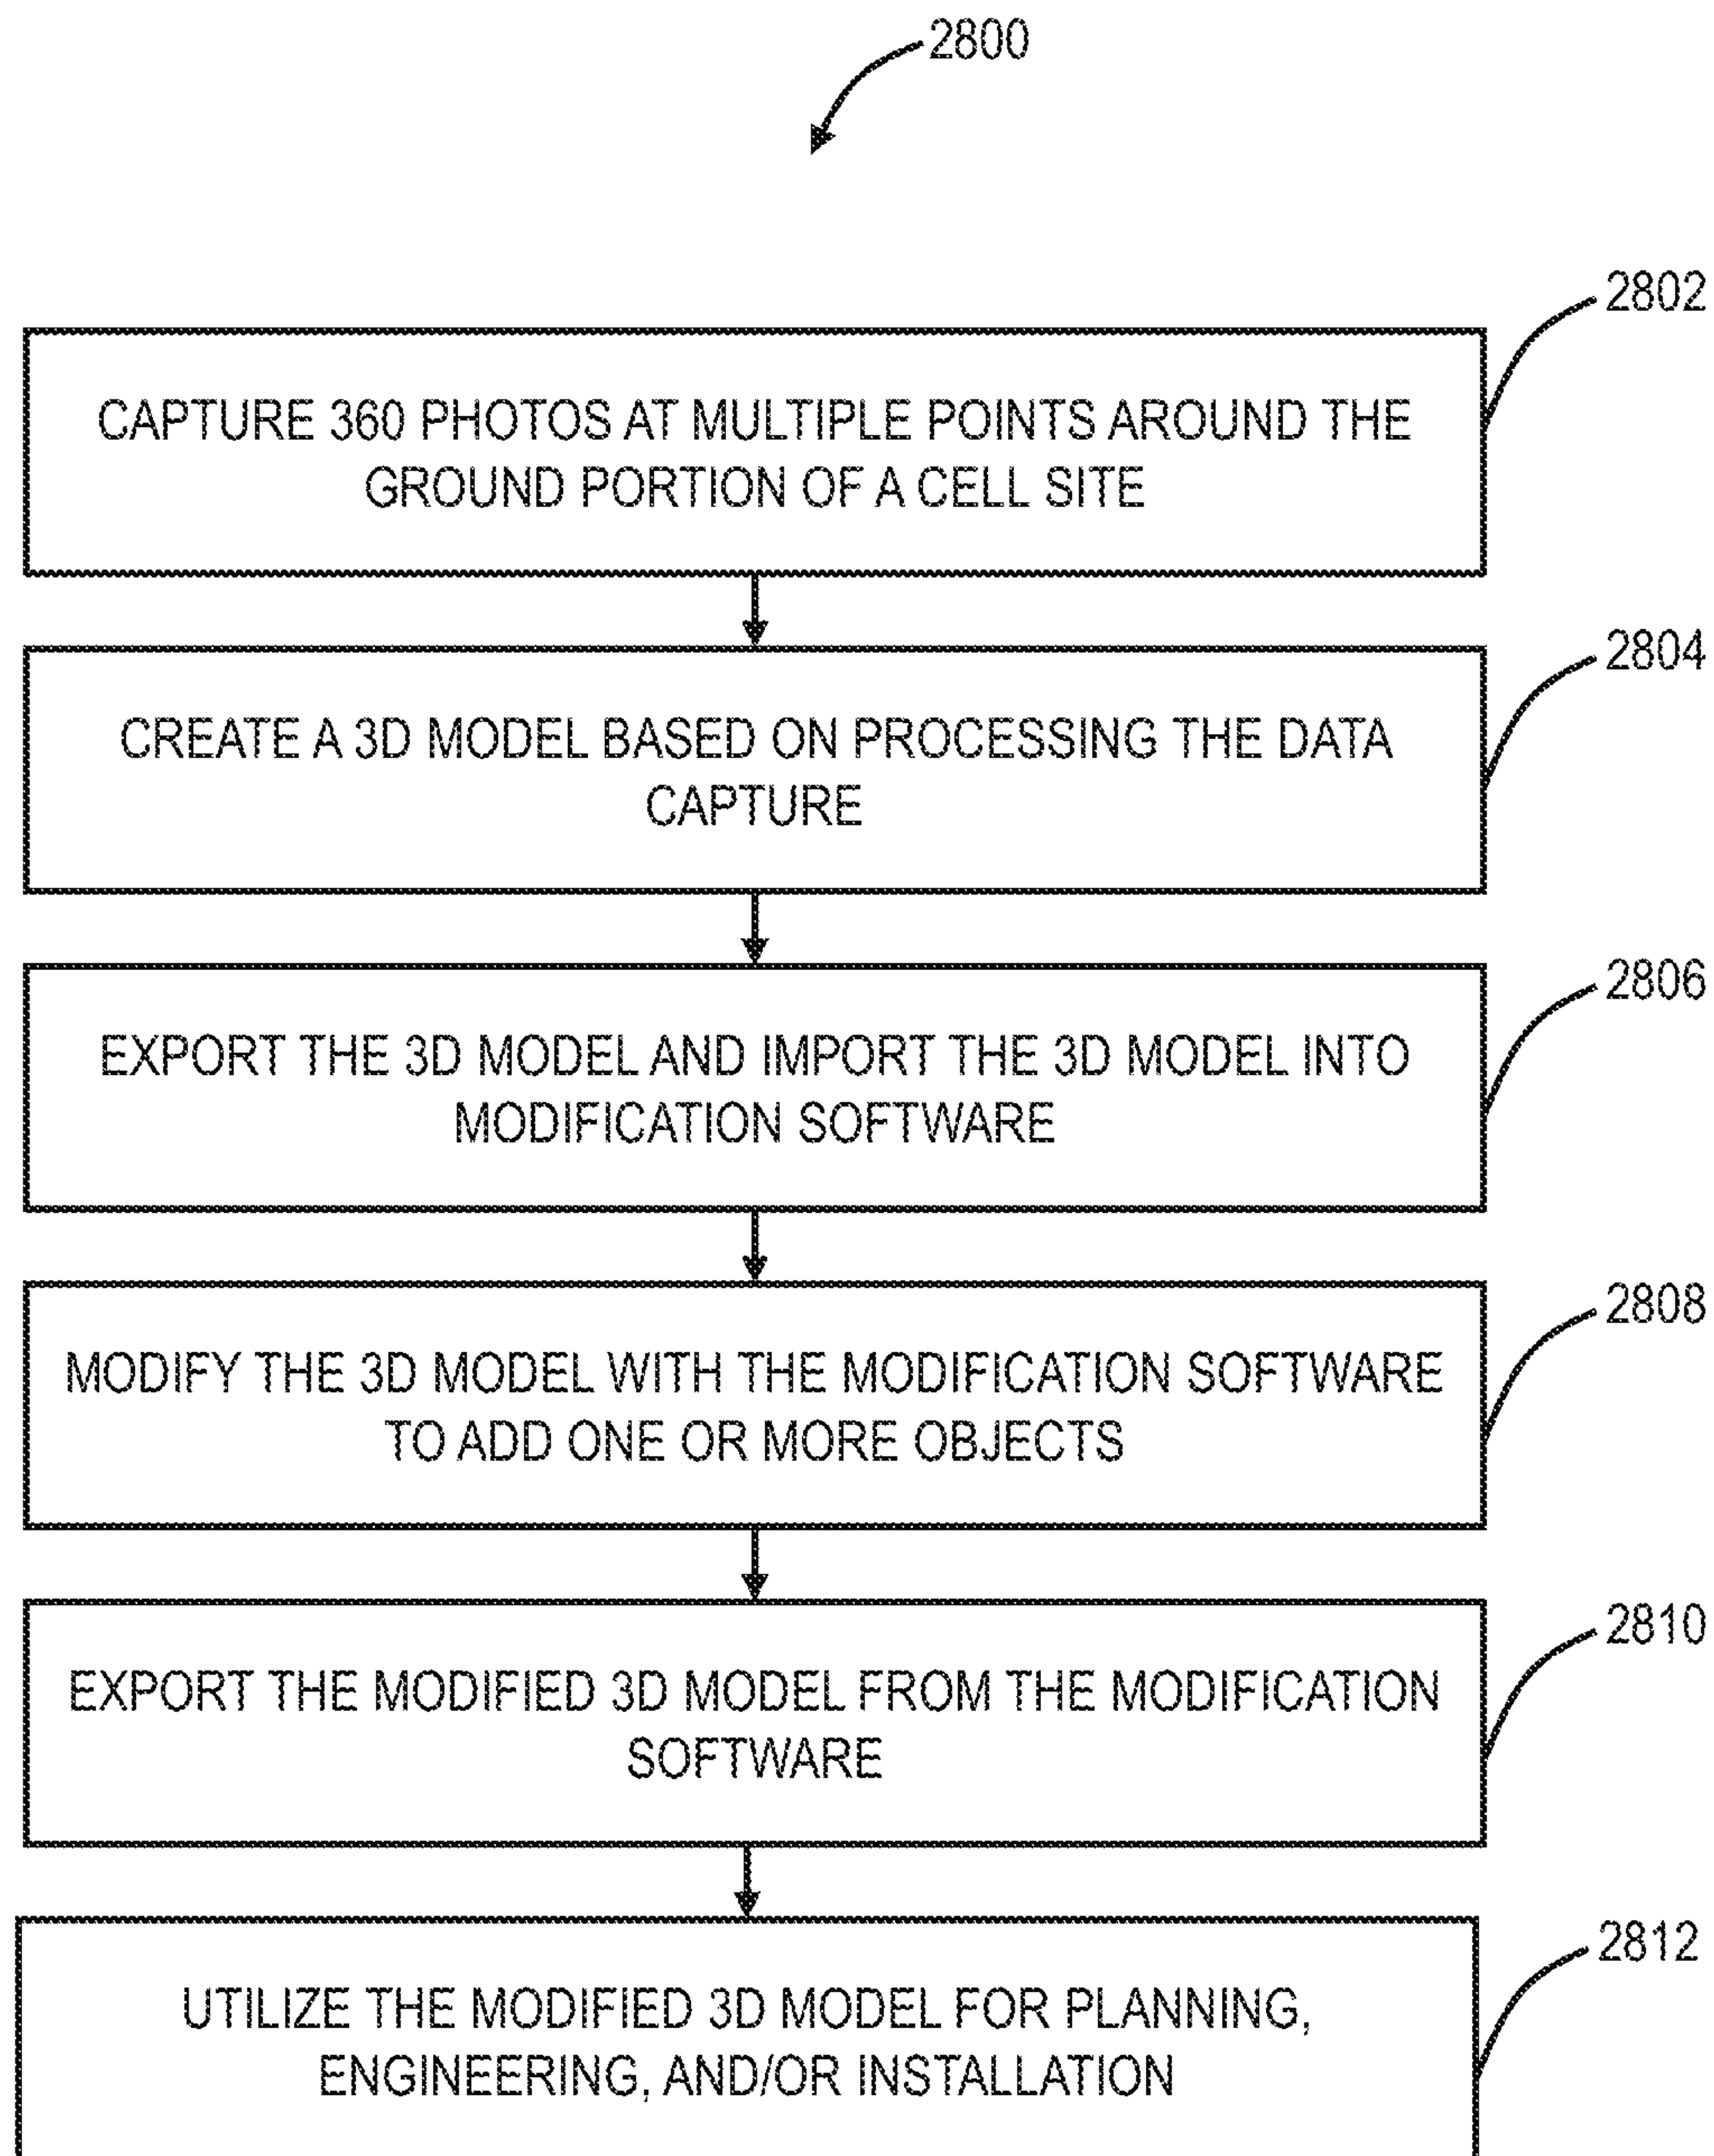 2800
2802
CAPTURE 360 PHOTOS AT MULTIPLE POINTS AROUND THE
GROUND PORTION OF A CELL SITE
2804
CREATE A 3D MODEL BASED ON PROCESSING THE DATA
CAPTURE
2806
EXPORT THE 3D MODEL AND IMPORT THE 3D MODEL INTO
MODIFICATION SOFTWARE
2808
MODIFY THE 3D MODEL WITH THE MODIFICATION SOFTWARE
TO ADD ONE OR MORE OBJECTS
2810
EXPORT THE MODIFIED 3D MODEL FROM THE MODIFICATION
SOFTWARE
2812
UTILIZE THE MODIFIED 3D MODEL FOR PLANNING,
ENGINEERING, AND/OR INSTALLATION